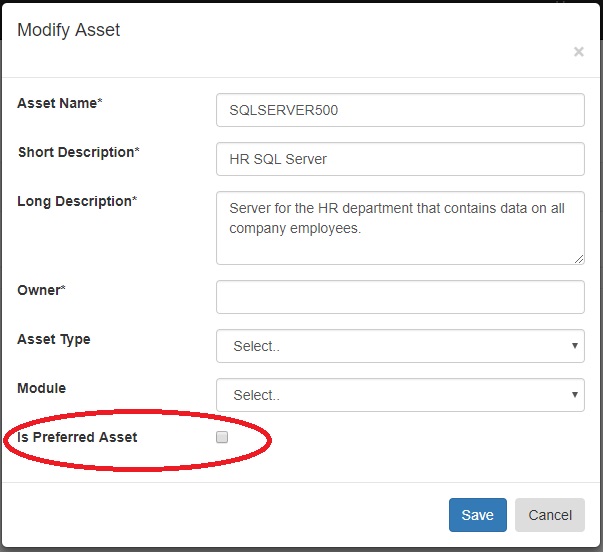 Modify Asset
×
Asset Name*
SQLSERVER500
Short Description*
HR SQL Server
Long Description*
Server for the HR department that contains data on all
company employees.
Owner*
Asset Type
Select..
Module
Select..
Is Preferred Asset
Save
Cancel